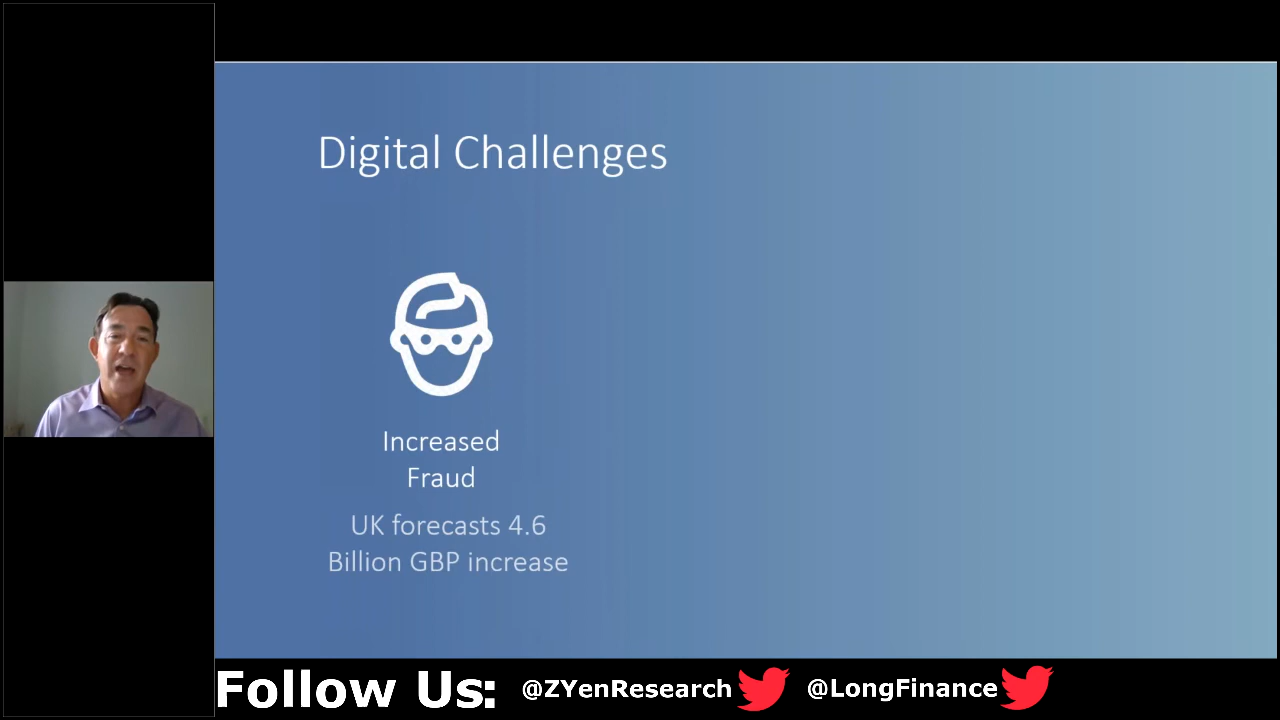 Digital Challenges
Increased
Fraud
UK forecasts 4.6
Billion GBP increase
Follow Us: @ZYenResearch @LongFinance